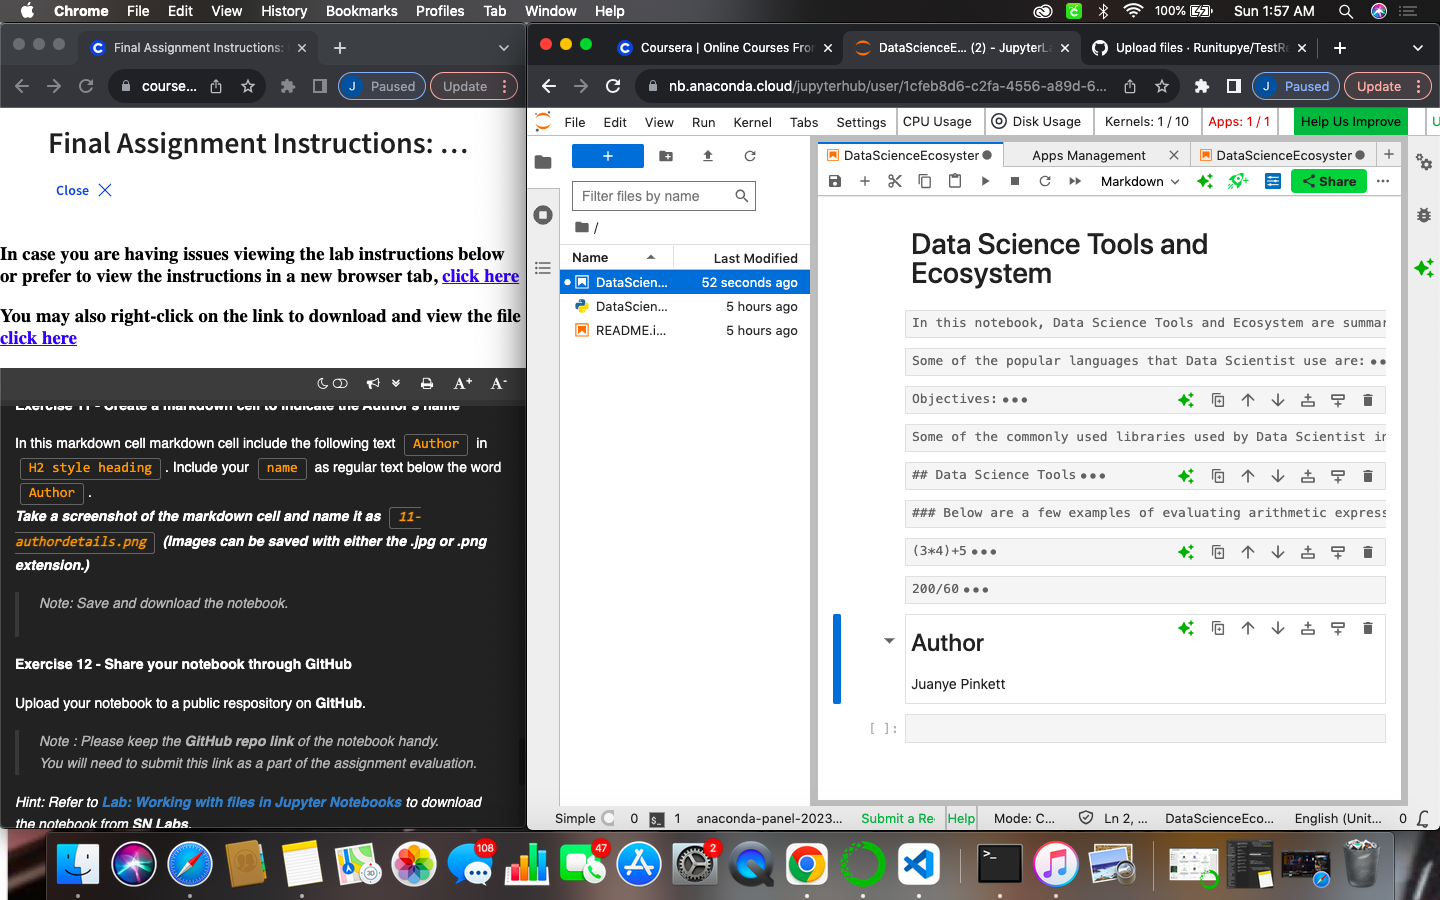 Chrome File Edit View History Bookmarks Profiles Tab Window Help 100% Sun 1:57 AM
Final Assignment Instructions:
course... J Paused Update
Final Assignment Instructions: ...
Close
In case you are having issues viewing the lab instructions below
or prefer to view the instructions in a new browser tab, click here
You may also right-click on the link to download and view the file
click here
A+ A-
Exercise 11 - Create a markdown cell to indicate the Author's name
In this markdown cell markdown cell include the following text Author in
H2 style heading . Include your name as regular text below the word
Author .
Take a screenshot of the markdown cell and name it as 11-
authordetails.png (Images can be saved with either the .jpg or .png
extension.)
Note: Save and download the notebook.
Exercise 12 - Share your notebook through GitHub
Upload your notebook to a public respository on GitHub.
Note : Please keep the GitHub repo link of the notebook handy.
You will need to submit this link as a part of the assignment evaluation.
Hint: Refer to Lab: Working with files in Jupyter Notebooks to download
the notebook from SN Labs.
Coursera | Online Courses Fro DataScienceE... (2) - JupyterL Upload files · Runitupye/TestRe
nb.anaconda.cloud/jupyterhub/user/1cfeb8d6-c2fa-4556-a89d-6... J Paused Update
File Edit View Run Kernel Tabs Settings CPU Usage Disk Usage Kernels: 1 / 10 Apps: 1 / 1 Help Us Improve U
Filter files by name
/
Name Last Modified
DataScien... 52 seconds ago
DataScien... 5 hours ago
README.i... 5 hours ago
DataScienceEcosyster Apps Management DataScienceEcosyster
Markdown Share ...
Data Science Tools and
Ecosystem
In this notebook, Data Science Tools and Ecosystem are summar
Some of the popular languages that Data Scientist use are:
Objectives:
Some of the commonly used libraries used by Data Scientist in
## Data Science Tools
### Below are a few examples of evaluating arithmetic express
(3*4)+5
200/60
Author
Juanye Pinkett
[ ]:
Simple 0 1 anaconda-panel-2023... Submit a Re Help Mode: C... Ln 2, ... DataScienceEco... English (Unit... 0
108 47 2
30